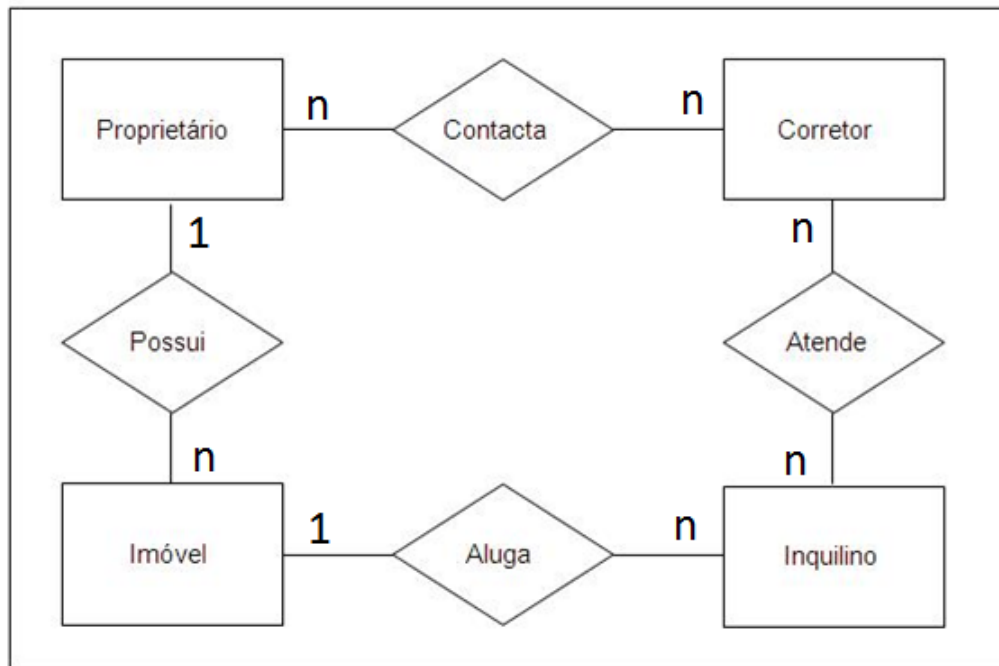 Proprietário
n
Contacta
n
Corretor
1
n
Possui
Atende
n
n
Imóvel
1
Aluga
n
Inquilino